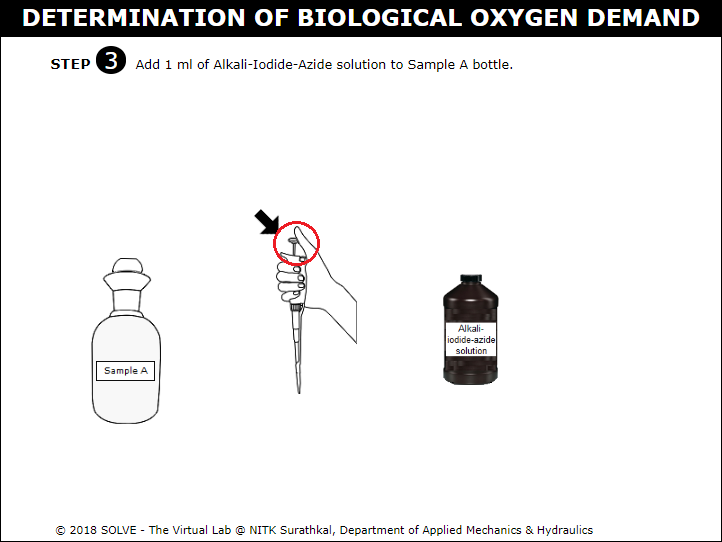 DETERMINATION OF BIOLOGICAL OXYGEN DEMAND
STEP 3 Add 1 ml of Alkali-Iodide-Azide solution to Sample A bottle.
Sample A
Alkali-
iodide-azide
solution
© 2018 SOLVE - The Virtual Lab @ NITK Surathkal, Department of Applied Mechanics & Hydraulics